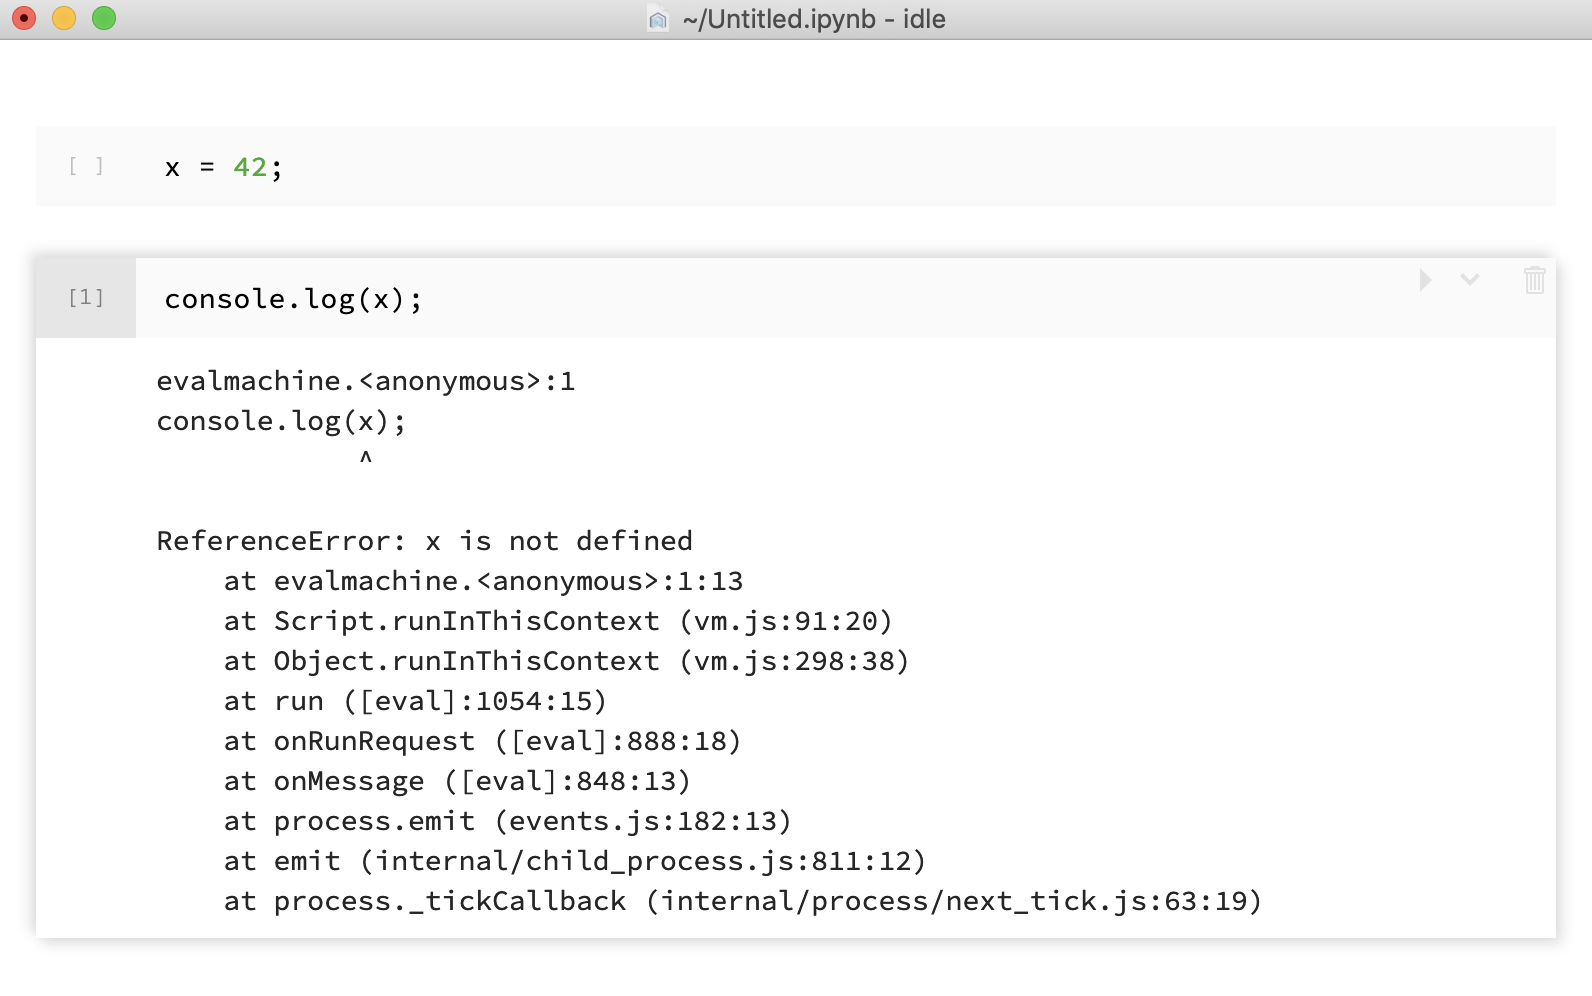 ~/Untitled.ipynb - idle
[ ] x = 42;
[1] console.log(x);
evalmachine.<anonymous>:1
console.log(x);
            ^
ReferenceError: x is not defined
    at evalmachine.<anonymous>:1:13
    at Script.runInThisContext (vm.js:91:20)
    at Object.runInThisContext (vm.js:298:38)
    at run ([eval]:1054:15)
    at onRunRequest ([eval]:888:18)
    at onMessage ([eval]:848:13)
    at process.emit (events.js:182:13)
    at emit (internal/child_process.js:811:12)
    at process._tickCallback (internal/process/next_tick.js:63:19)